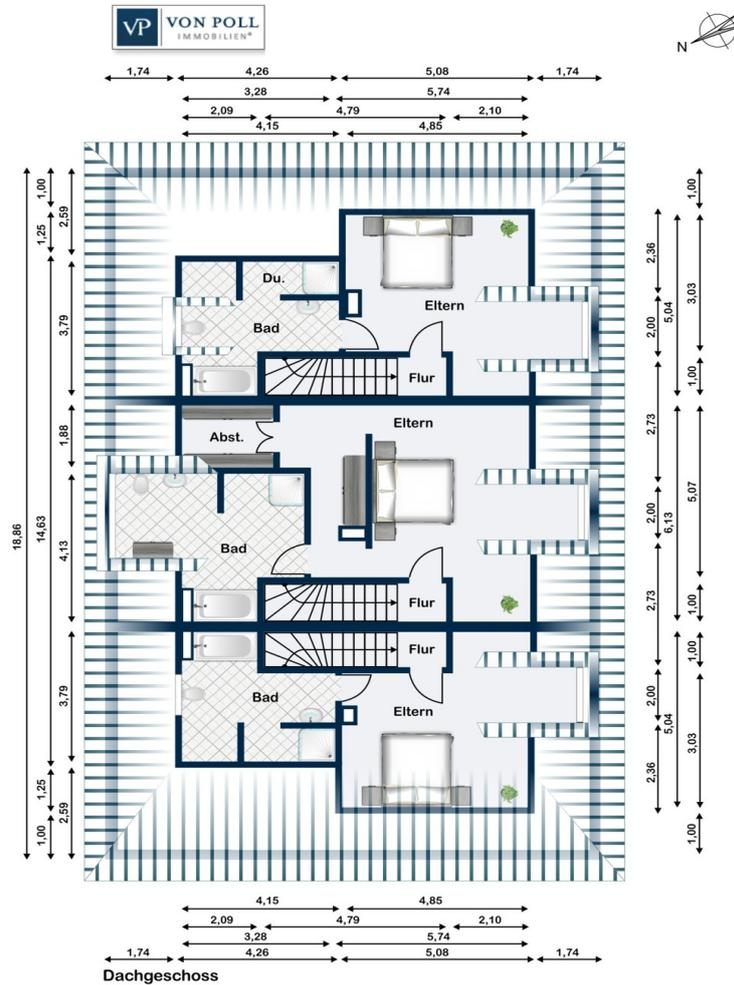 VP VON POLL
IMMOBILIEN®
N
1,74 4,26 5,08 1,74
3,28 5,74
2,09 4,79 2,10
4,15 4,85
18,86
1,00
1,25
14,63
1,25
1,00
2,59
3,79
1,88
4,13
3,79
2,59
Du.
Bad
Eltern
Flur
Abst.
Eltern
Bad
Flur
Flur
Bad
Eltern
2,36
2,00
2,73
2,00
2,73
2,00
2,36
5,04
6,13
5,04
1,00
3,03
1,00
5,07
1,00
1,00
3,03
1,00
4,15 4,85
2,09 4,79 2,10
3,28 5,74
1,74 4,26 5,08 1,74
Dachgeschoss